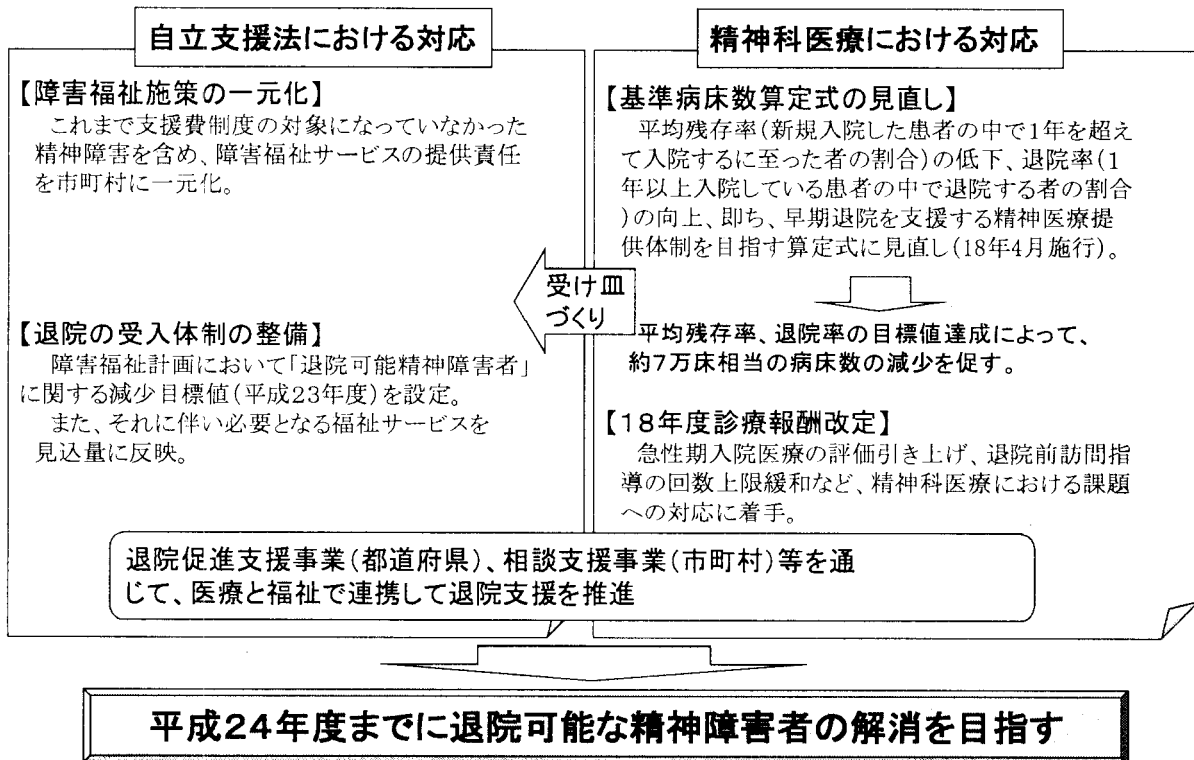 自立支援法における対応
【障害福祉施策の一元化】
これまで支援費制度の対象になっていなかった
精神障害を含め、障害福祉サービスの提供責任
を市町村に一元化。
【退院の受入体制の整備】
障害福祉計画において「退院可能精神障害者」
に関する減少目標値(平成23年度)を設定。
また、それに伴い必要となる福祉サービスを
見込量に反映。
受け皿
づくり
精神科医療における対応
【基準病床数算定式の見直し】
平均残存率(新規入院した患者の中で1年を超え
て入院するに至った者の割合)の低下、退院率(1
年以上入院している患者の中で退院する者の割合
)の向上、即ち、早期退院を支援する精神医療提
供体制を目指す算定式に見直し(18年4月施行)。
平均残存率、退院率の目標値達成によって、
約7万床相当の病床数の減少を促す。
【18年度診療報酬改定】
急性期入院医療の評価引き上げ、退院前訪問指
導の回数上限緩和など、精神科医療における課題
への対応に着手。
退院促進支援事業(都道府県)、相談支援事業(市町村)等を通
じて、医療と福祉で連携して退院支援を推進
平成24年度までに退院可能な精神障害者の解消を目指す